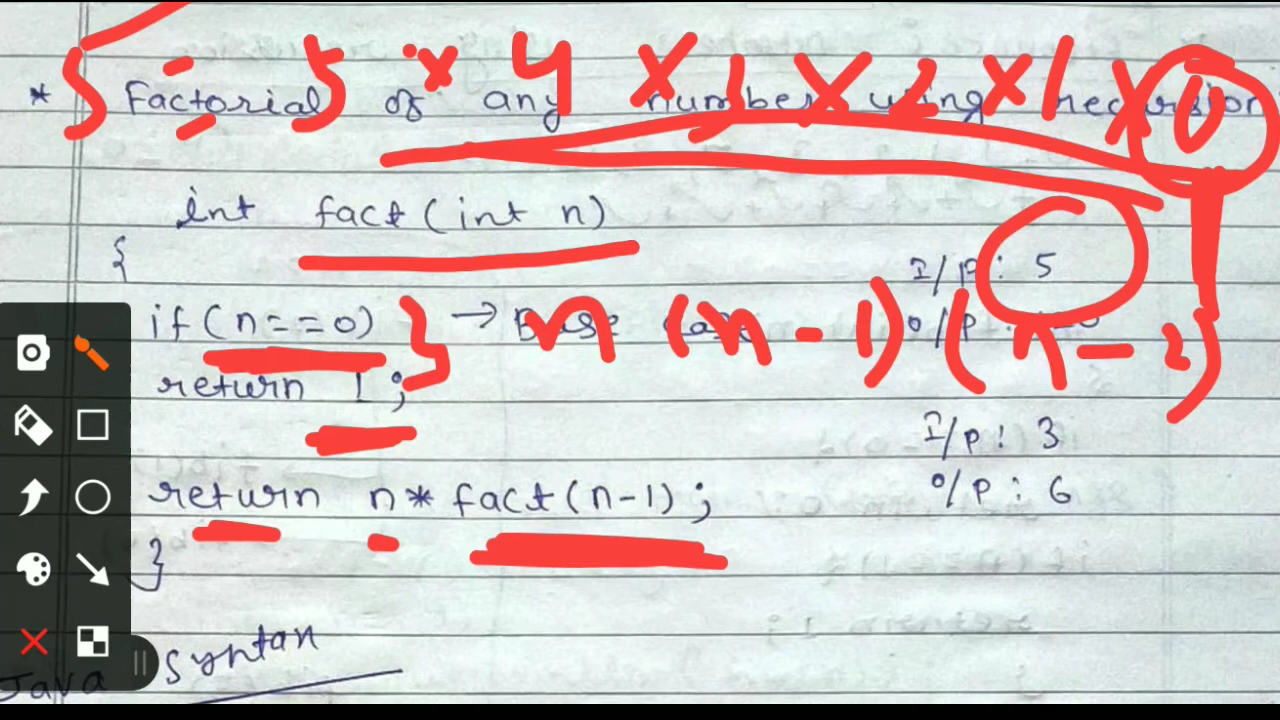 5 = 5 × 4 × 3 × 2 × 1 × 0
* Factorial of any number using recursion
int fact(int n)
{
I/P : 5
if (n==0) } → Base Case
n (n-1) (n-2)
O/P : 120
return 1;
I/P : 3
return n* fact(n-1);
O/P : 6
}
Java Syntax